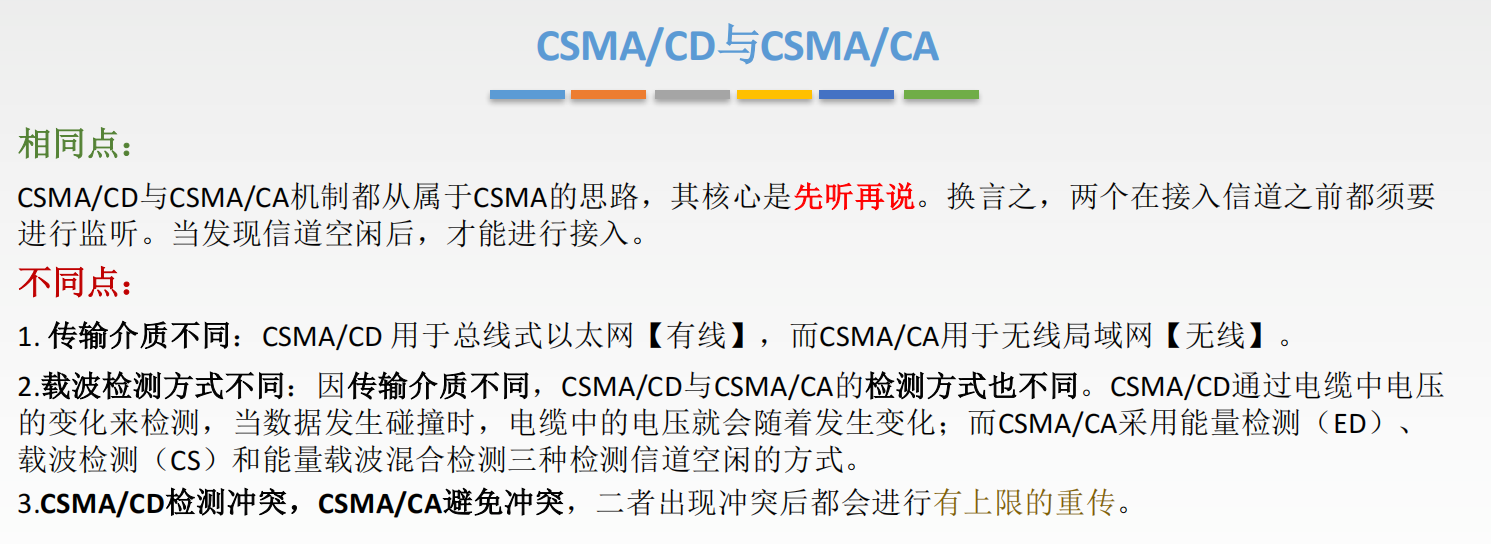 CSMA/CD与CSMA/CA
相同点：
CSMA/CD与CSMA/CA机制都从属于CSMA的思路，其核心是先听再说。换言之，两个在接入信道之前都须要
进行监听。当发现信道空闲后，才能进行接入。
不同点：
1. 传输介质不同：CSMA/CD 用于总线式以太网【有线】，而CSMA/CA用于无线局域网【无线】。
2.载波检测方式不同：因传输介质不同，CSMA/CD与CSMA/CA的检测方式也不同。CSMA/CD通过电缆中电压
的变化来检测，当数据发生碰撞时，电缆中的电压就会随着发生变化；而CSMA/CA采用能量检测（ED）、
载波检测（CS）和能量载波混合检测三种检测信道空闲的方式。
3.CSMA/CD检测冲突，CSMA/CA避免冲突，二者出现冲突后都会进行有上限的重传。